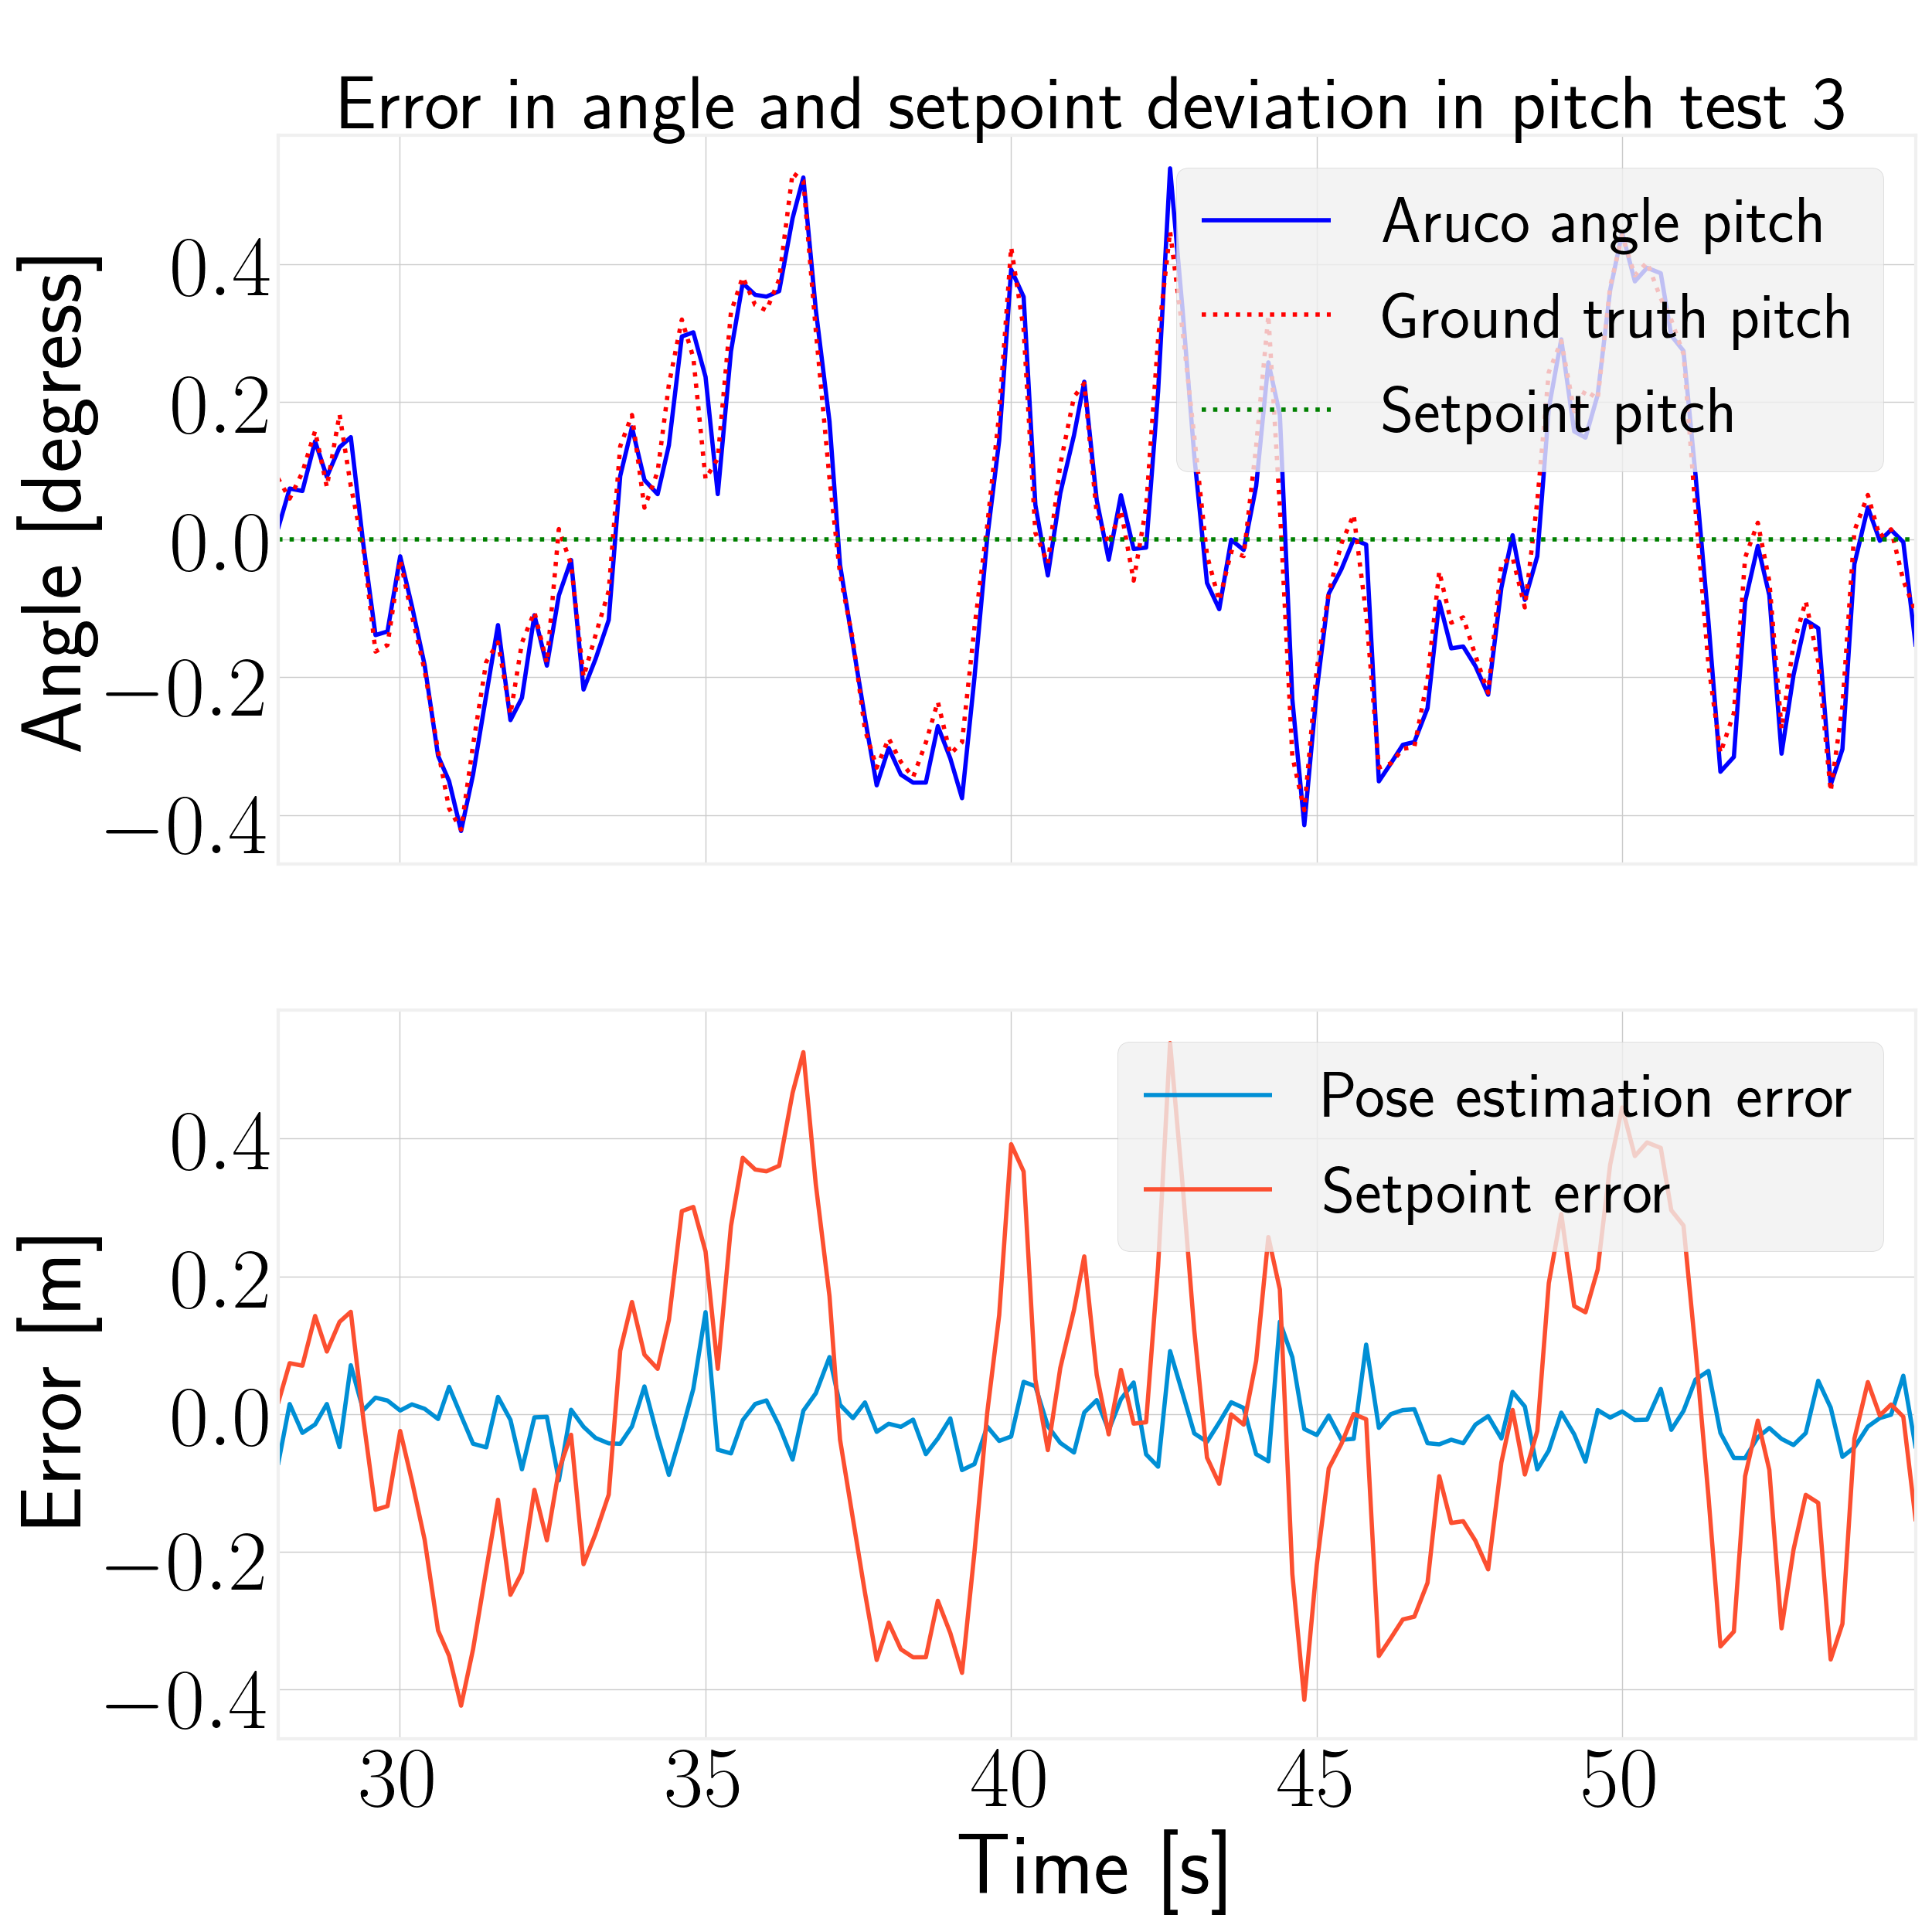 Error in angle and setpoint deviation in pitch test 3
Angle [degress]
0.4
0.2
0.0
−0.2
−0.4
Aruco angle pitch
Ground truth pitch
Setpoint pitch
Error [m]
0.4
0.2
0.0
−0.2
−0.4
Pose estimation error
Setpoint error
30 35 40 45 50
Time [s]